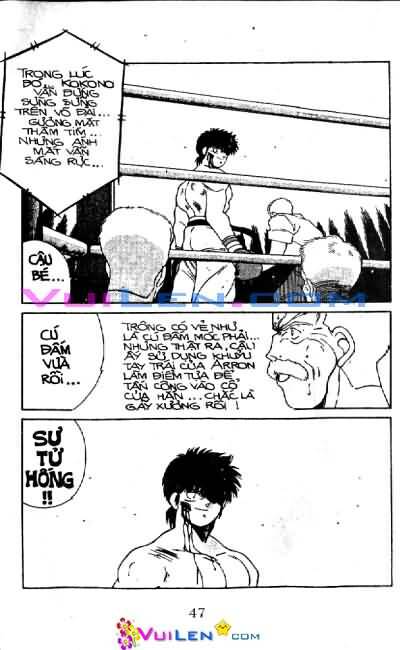 TRONG LÚC
ĐÓ... KOKONO
VẪN ĐỨNG
SỪNG SỮNG
TRÊN VÕ ĐÀI...
GƯƠNG MẶT
THÂM TÍM...
NHƯNG ÁNH
MẮT VẪN
SÁNG RỰC...
CẬU
BÉ...
VUILEN.COM
CÚ
ĐẤM
VỪA
RỒI...
TRÔNG CÓ VẺ NHƯ
LÀ CÚ ĐẤM MÓC PHẢI...
NHƯNG THẬT RA, CẬU
ẤY SỬ DỤNG KHUỶU
TAY TRÁI CỦA ARRON
LÀM ĐIỂM TỰA ĐỂ
TẤN CÔNG VÀO CỔ
CỦA HẮN... CHẮC LÀ
GÃY XƯƠNG RỒI !
SƯ
TỬ
HỐNG
!!
47
VUILEN.COM